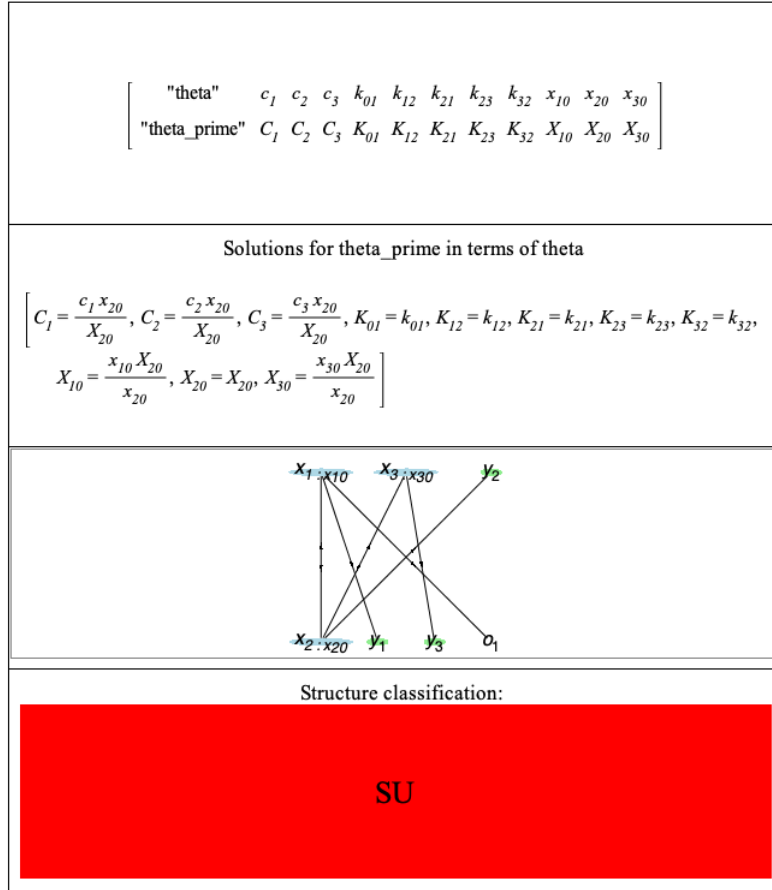 "theta" c₁ c₂ c₃ k₀₁ k₁₂ k₂₁ k₂₃ k₃₂ x₁₀ x₂₀ x₃₀
"theta_prime" C₁ C₂ C₃ K₀₁ K₁₂ K₂₁ K₂₃ K₃₂ X₁₀ X₂₀ X₃₀
Solutions for theta_prime in terms of theta
[C₁ = c₁ x₂₀ / X₂₀, C₂ = c₂ x₂₀ / X₂₀, C₃ = c₃ x₂₀ / X₂₀, K₀₁ = k₀₁, K₁₂ = k₁₂, K₂₁ = k₂₁, K₂₃ = k₂₃, K₃₂ = k₃₂,
X₁₀ = x₁₀ X₂₀ / x₂₀, X₂₀ = X₂₀, X₃₀ = x₃₀ X₂₀ / x₂₀]
x₁:x10 x₃:x30 y₂
x₂:x20 y₁ y₃ o₁
Structure classification:
SU